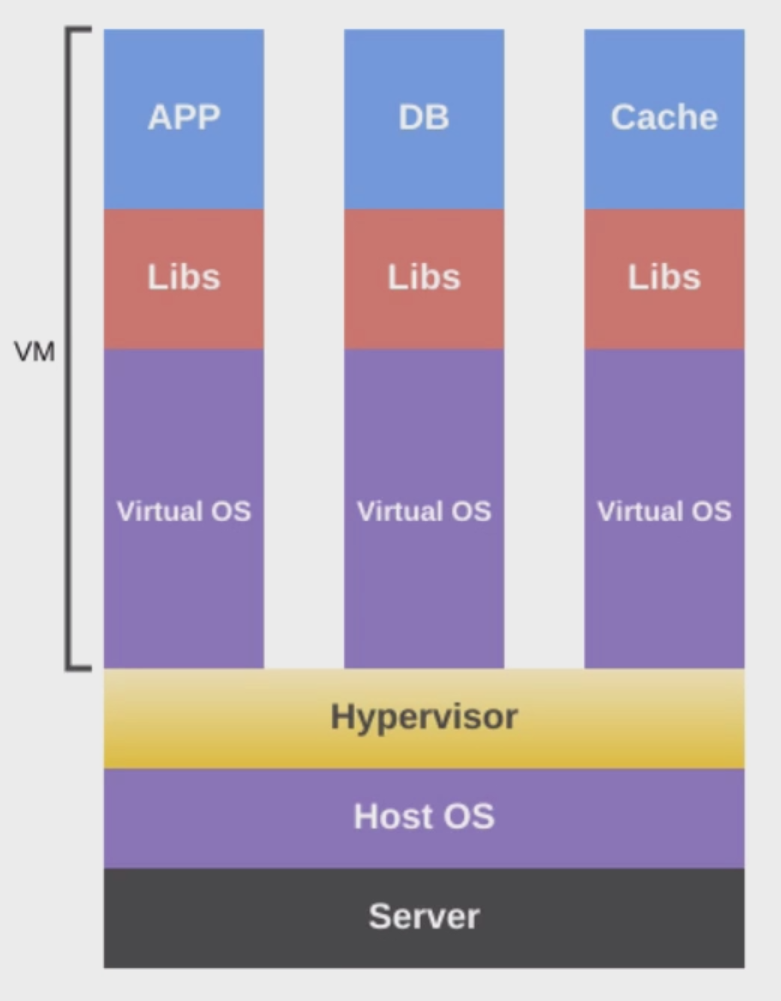 APP
DB
Cache
Libs
Libs
Libs
VM
Virtual OS
Virtual OS
Virtual OS
Hypervisor
Host OS
Server